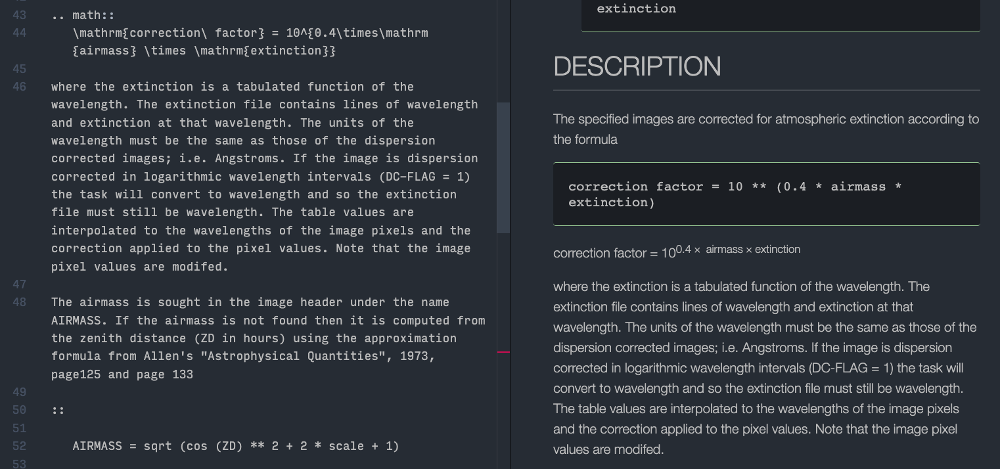 43 .. math::
44 \mathrm{correction\ factor} = 10^{0.4\times\mathrm
{airmass} \times \mathrm{extinction}}
45
46 where the extinction is a tabulated function of the
wavelength. The extinction file contains lines of wavelength
and extinction at that wavelength. The units of the
wavelength must be the same as those of the dispersion
corrected images; i.e. Angstroms. If the image is dispersion
corrected in logarithmic wavelength intervals (DC-FLAG = 1)
the task will convert to wavelength and so the extinction
file must still be wavelength. The table values are
interpolated to the wavelengths of the image pixels and the
correction applied to the pixel values. Note that the image
pixel values are modifed.
47
48 The airmass is sought in the image header under the name
AIRMASS. If the airmass is not found then it is computed from
the zenith distance (ZD in hours) using the approximation
formula from Allen's "Astrophysical Quantities", 1973,
page125 and page 133
49
50 ::
51
52 AIRMASS = sqrt (cos (ZD) ** 2 + 2 * scale + 1)
53
extinction
DESCRIPTION
The specified images are corrected for atmospheric extinction according to
the formula
correction factor = 10 ** (0.4 * airmass *
extinction)
correction factor = 10^0.4 × airmass × extinction
where the extinction is a tabulated function of the wavelength. The
extinction file contains lines of wavelength and extinction at that
wavelength. The units of the wavelength must be the same as those of the
dispersion corrected images; i.e. Angstroms. If the image is dispersion
corrected in logarithmic wavelength intervals (DC-FLAG = 1) the task will
convert to wavelength and so the extinction file must still be wavelength.
The table values are interpolated to the wavelengths of the image pixels
and the correction applied to the pixel values. Note that the image pixel
values are modifed.